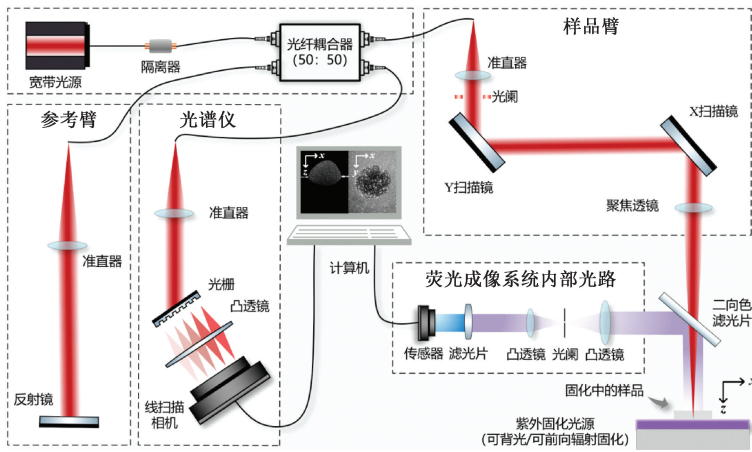 宽带光源
隔离器
光纤耦合器
(50：50)
样品臂
准直器
光阑
X扫描镜
Y扫描镜
聚焦透镜
参考臂
准直器
反射镜
光谱仪
准直器
光栅
凸透镜
线扫描
相机
x
z
x
y
计算机
荧光成像系统内部光路
传感器
滤光片
凸透镜
光阑
凸透镜
二向色
滤光片
固化中的样品
x
z
紫外固化光源
(可背光/可前向辐射固化)